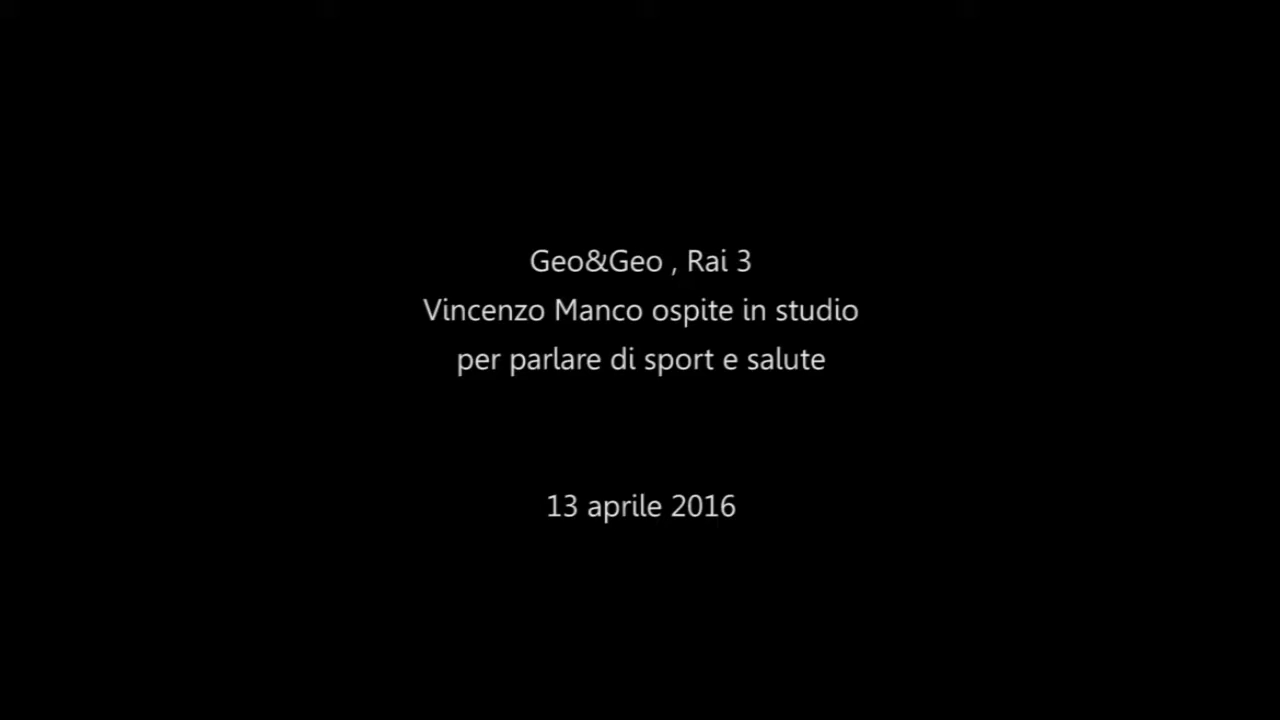 Geo&Geo , Rai 3
Vincenzo Manco ospite in studio
per parlare di sport e salute
13 aprile 2016